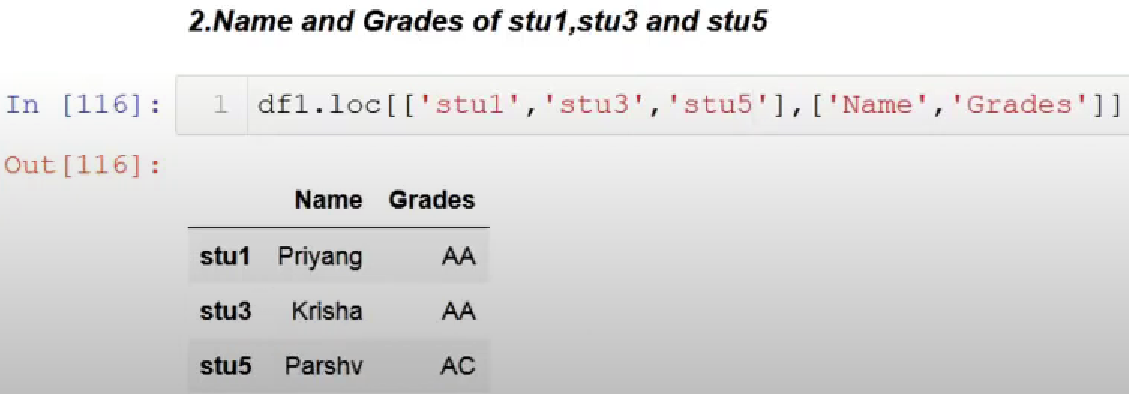 2.Name and Grades of stu1,stu3 and stu5
In [116]: 1 df1.loc[['stu1','stu3','stu5'],['Name','Grades']]
Out[116]:
Name Grades
stu1 Priyang AA
stu3 Krisha AA
stu5 Parshv AC